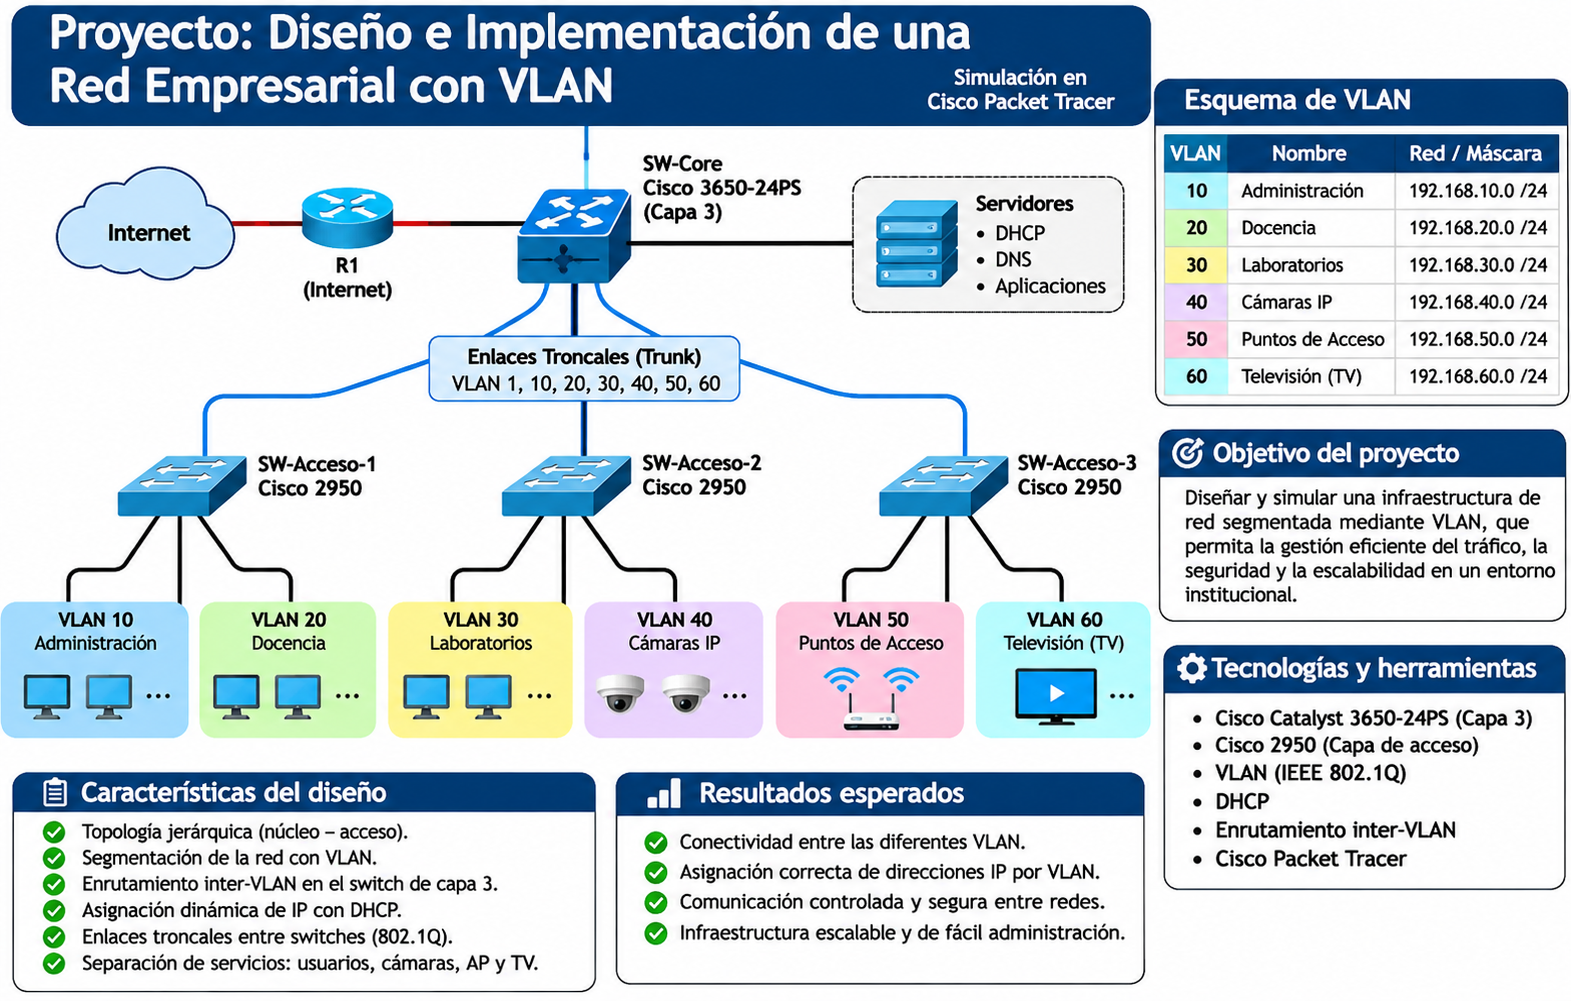 Proyecto: Diseño e Implementación de una
Red Empresarial con VLAN
Simulación en
Cisco Packet Tracer
Internet
R1
(Internet)
SW-Core
Cisco 3650-24PS
(Capa 3)
Servidores
• DHCP
• DNS
• Aplicaciones
Enlaces Troncales (Trunk)
VLAN 1, 10, 20, 30, 40, 50, 60
SW-Acceso-1
Cisco 2950
SW-Acceso-2
Cisco 2950
SW-Acceso-3
Cisco 2950
VLAN 10
Administración
...
VLAN 20
Docencia
...
VLAN 30
Laboratorios
...
VLAN 40
Cámaras IP
...
VLAN 50
Puntos de Acceso
VLAN 60
Televisión (TV)
...
Esquema de VLAN
VLAN Nombre Red / Máscara
10 Administración 192.168.10.0 /24
20 Docencia 192.168.20.0 /24
30 Laboratorios 192.168.30.0 /24
40 Cámaras IP 192.168.40.0 /24
50 Puntos de Acceso 192.168.50.0 /24
60 Televisión (TV) 192.168.60.0 /24
Objetivo del proyecto
Diseñar y simular una infraestructura de
red segmentada mediante VLAN, que
permita la gestión eficiente del tráfico, la
seguridad y la escalabilidad en un entorno
institucional.
Tecnologías y herramientas
• Cisco Catalyst 3650-24PS (Capa 3)
• Cisco 2950 (Capa de acceso)
• VLAN (IEEE 802.1Q)
• DHCP
• Enrutamiento inter-VLAN
• Cisco Packet Tracer
Características del diseño
Topología jerárquica (núcleo – acceso).
Segmentación de la red con VLAN.
Enrutamiento inter-VLAN en el switch de capa 3.
Asignación dinámica de IP con DHCP.
Enlaces troncales entre switches (802.1Q).
Separación de servicios: usuarios, cámaras, AP y TV.
Resultados esperados
Conectividad entre las diferentes VLAN.
Asignación correcta de direcciones IP por VLAN.
Comunicación controlada y segura entre redes.
Infraestructura escalable y de fácil administración.